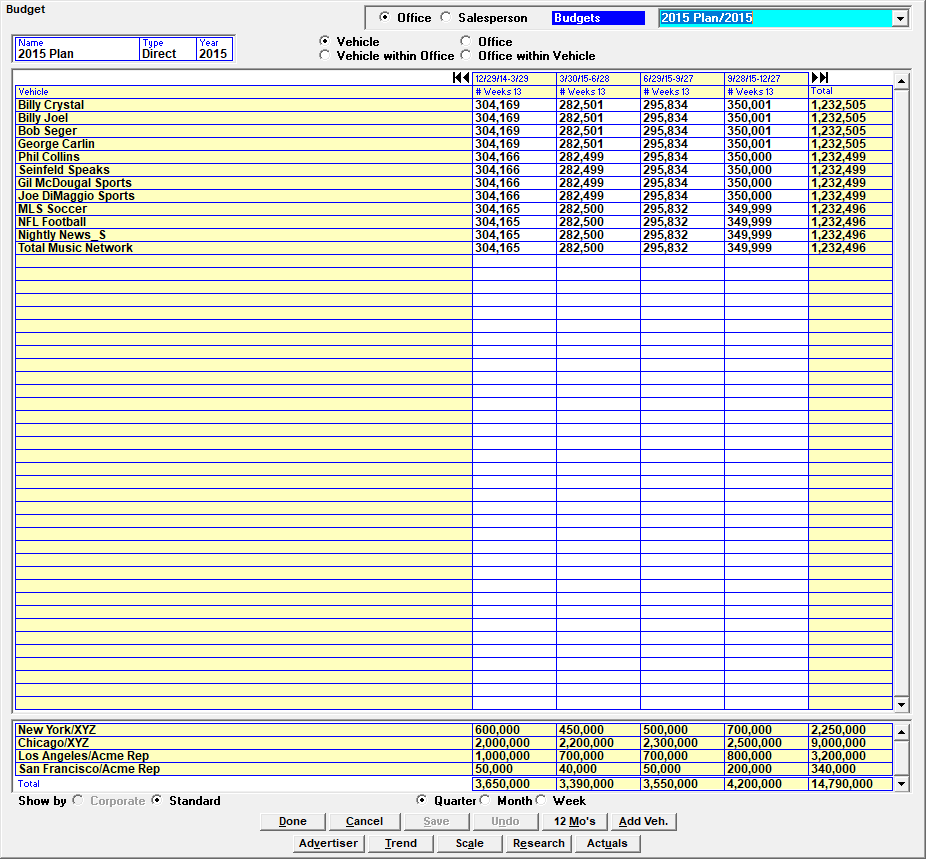 Budget
Office Salesperson Budgets 2015 Plan/2015
Name Type Year
2015 Plan Direct 2015
Vehicle Office
Vehicle within Office Office within Vehicle
12/29/14-3/29 3/30/15-6/28 6/29/15-9/27 9/28/15-12/27
Vehicle # Weeks 13 # Weeks 13 # Weeks 13 # Weeks 13 Total
Billy Crystal 304,169 282,501 295,834 350,001 1,232,505
Billy Joel 304,169 282,501 295,834 350,001 1,232,505
Bob Seger 304,169 282,501 295,834 350,001 1,232,505
George Carlin 304,169 282,501 295,834 350,001 1,232,505
Phil Collins 304,166 282,499 295,834 350,000 1,232,499
Seinfeld Speaks 304,166 282,499 295,834 350,000 1,232,499
Gil McDougal Sports 304,166 282,499 295,834 350,000 1,232,499
Joe DiMaggio Sports 304,166 282,499 295,834 350,000 1,232,499
MLS Soccer 304,165 282,500 295,832 349,999 1,232,496
NFL Football 304,165 282,500 295,832 349,999 1,232,496
Nightly News_S 304,165 282,500 295,832 349,999 1,232,496
Total Music Network 304,165 282,500 295,832 349,999 1,232,496
New York/XYZ 600,000 450,000 500,000 700,000 2,250,000
Chicago/XYZ 2,000,000 2,200,000 2,300,000 2,500,000 9,000,000
Los Angeles/Acme Rep 1,000,000 700,000 700,000 800,000 3,200,000
San Francisco/Acme Rep 50,000 40,000 50,000 200,000 340,000
Total 3,650,000 3,390,000 3,550,000 4,200,000 14,790,000
Show by Corporate Standard Quarter Month Week
Done Cancel Save Undo 12 Mo's Add Veh.
Advertiser Trend Scale Research Actuals